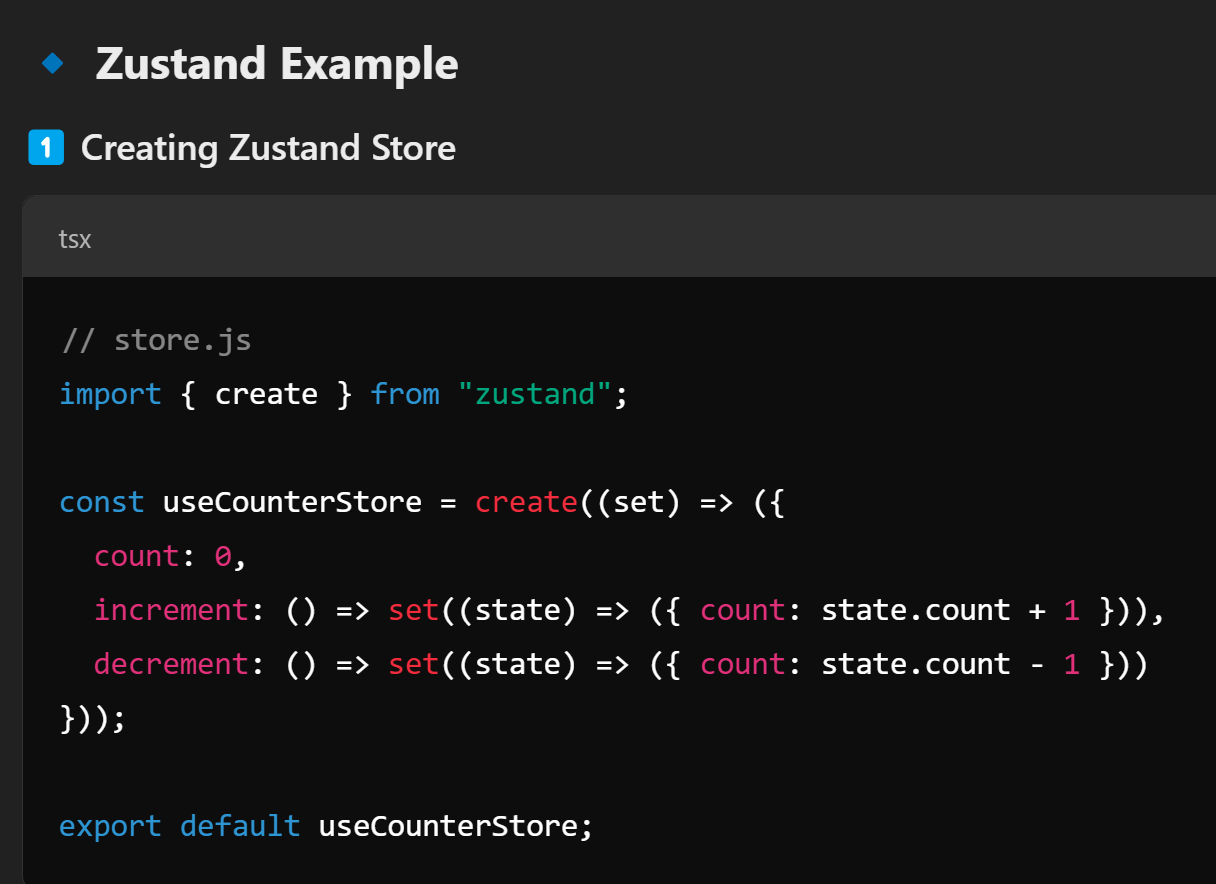 Zustand Example
1 Creating Zustand Store
tsx
// store.js
import { create } from "zustand";
const useCounterStore = create((set) => ({
  count: 0,
  increment: () => set((state) => ({ count: state.count + 1 })),
  decrement: () => set((state) => ({ count: state.count - 1 }))
}));
export default useCounterStore;